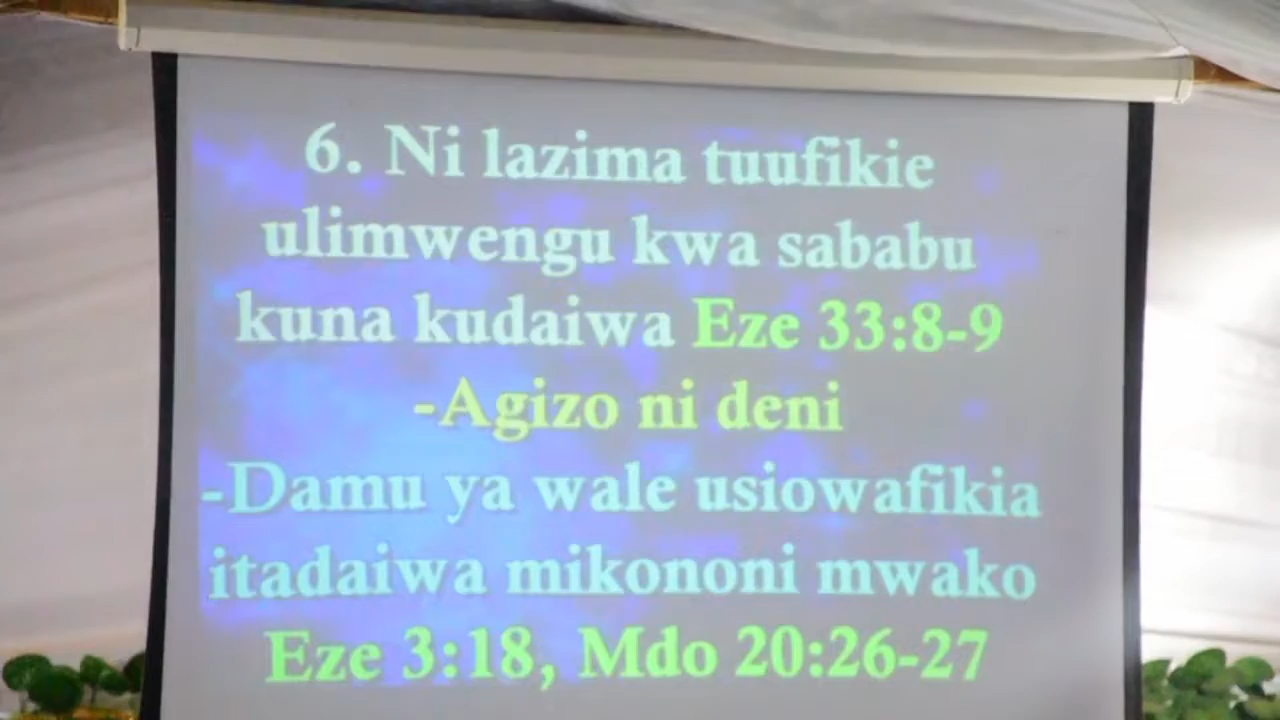 6. Ni lazima tuufikie
ulimwengu kwa sababu
kuna kudaiwa Eze 33:8-9
-Agizo ni deni
-Damu ya wale usiowafikia
itadaiwa mikononi mwako
Eze 3:18, Mdo 20:26-27